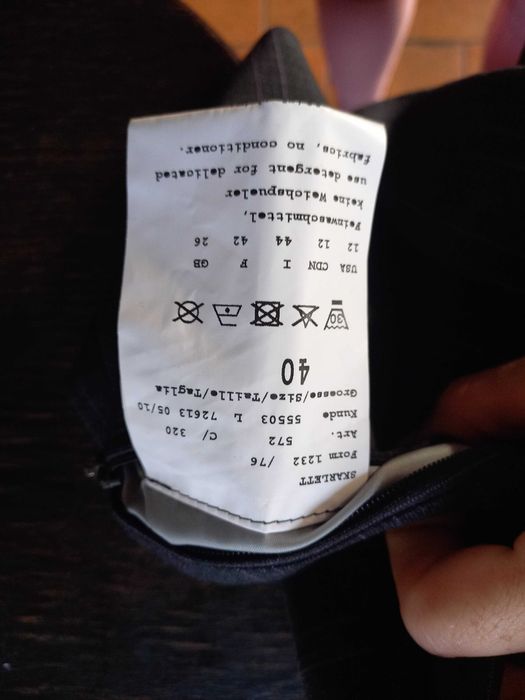 SKARLETT
Form 1232 /76
Art. 572 C/ 320
Kunde 55503 L 72613 05/10
Groesse/size/Taille/Taglia
40
30
USA CDN I F GB
12 12 44 42 26
Feinwaschmittel,
keine Weichspueler
use detergent for delicated
fabrics, no conditioner.